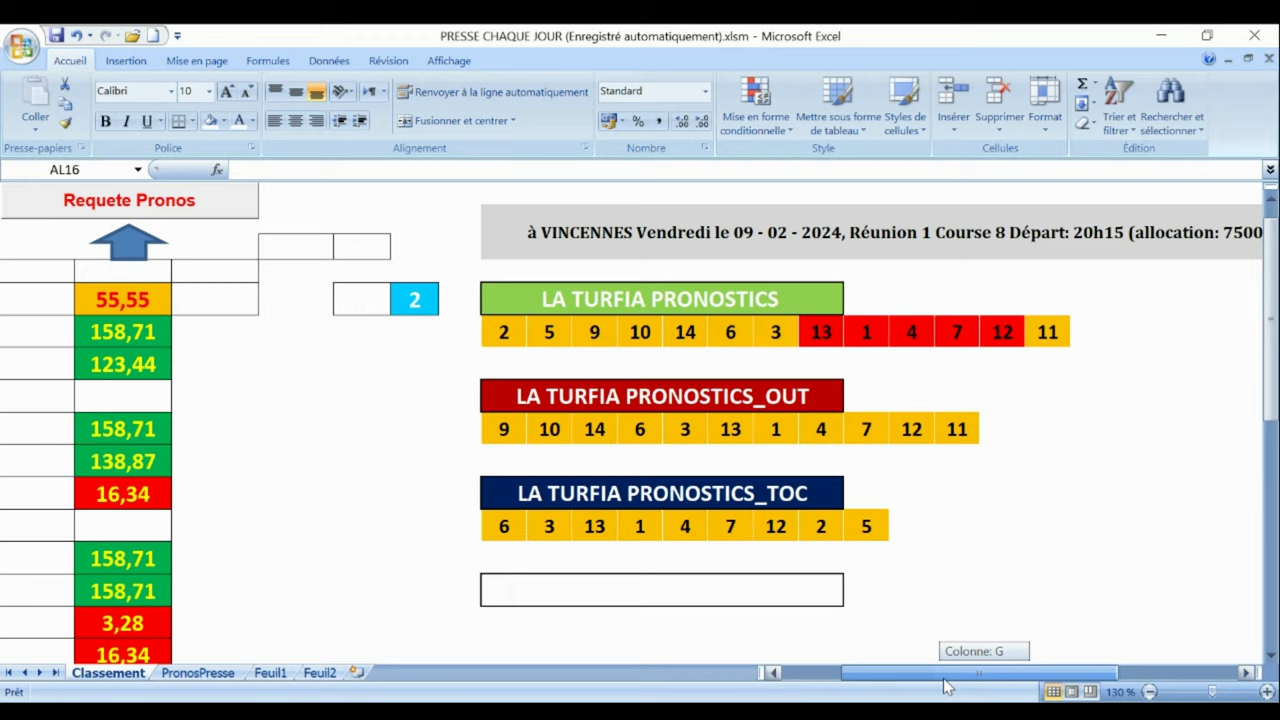 PRESSE CHAQUE JOUR (Enregistré automatiquement).xlsm - Microsoft Excel
Accueil Insertion Mise en page Formules Données Révision Affichage
Calibri 10 Renvoyer à la ligne automatiquement Standard
Coller G I S Fusionner et centrer % Mise en forme conditionnelle Mettre sous forme de tableau Styles de cellules Insérer Supprimer Format Trier et filtrer Rechercher et sélectionner
Presse-papiers Police Alignement Nombre Style Cellules Édition
AL16 fx
Requete Pronos
à VINCENNES Vendredi le 09 - 02 - 2024, Réunion 1 Course 8 Départ: 20h15 (allocation: 7500
55,55 2 LA TURFIA PRONOSTICS
158,71 2 5 9 10 14 6 3 13 1 4 7 12 11
123,44
LA TURFIA PRONOSTICS_OUT
158,71 9 10 14 6 3 13 1 4 7 12 11
138,87
16,34 LA TURFIA PRONOSTICS_TOC
6 3 13 1 4 7 12 2 5
158,71
158,71
3,28
16,34
Colonne: G
Classement PronosPresse Feuil1 Feuil2
Prêt 130 %